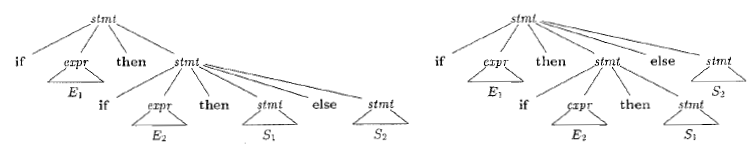 stmt stmt
if expr then stmt if expr then stmt else stmt
E1 E1 S2
if expr then stmt else stmt if expr then stmt
E2 S1 S2 E2 S1